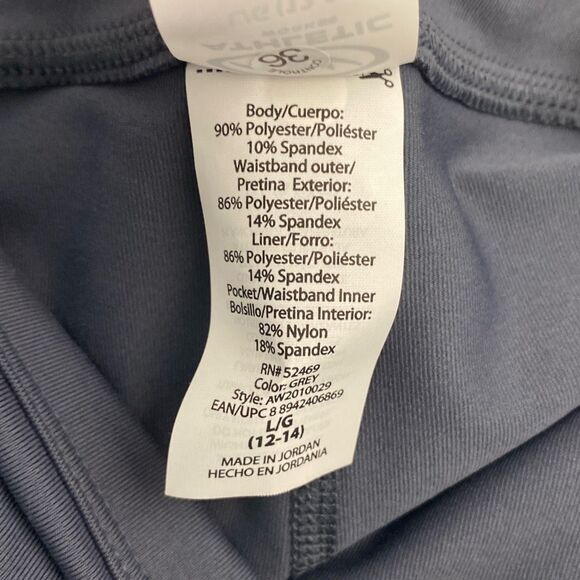 ATHLETIC
36
Body/Cuerpo:
90% Polyester/Poliéster
10% Spandex
Waistband outer/
Pretina Exterior:
86% Polyester/Poliéster
14% Spandex
Liner/Forro:
86% Polyester/Poliéster
14% Spandex
Pocket/Waistband Inner
Bolsillo/Pretina Interior:
82% Nylon
18% Spandex
RN# 52469
Color: GREY
Style: AW2010029
EAN/UPC 8 8942406869
L/G
(12-14)
MADE IN JORDAN
HECHO EN JORDANIA